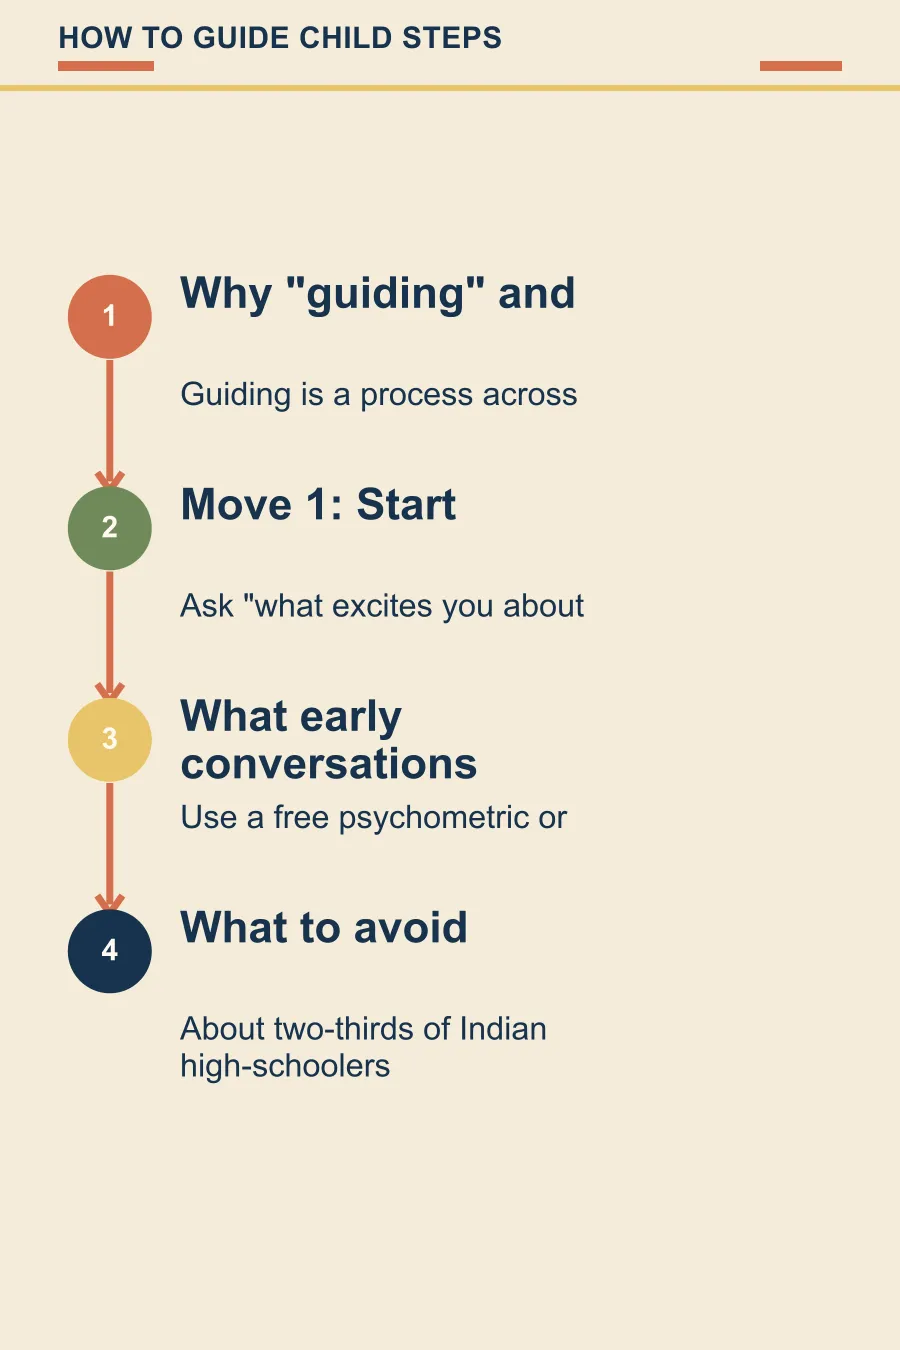 HOW TO GUIDE CHILD STEPS
1
Why "guiding" and
Guiding is a process across
2
Move 1: Start
Ask "what excites you about
3
What early
conversations
Use a free psychometric or
4
What to avoid
About two-thirds of Indian
high-schoolers